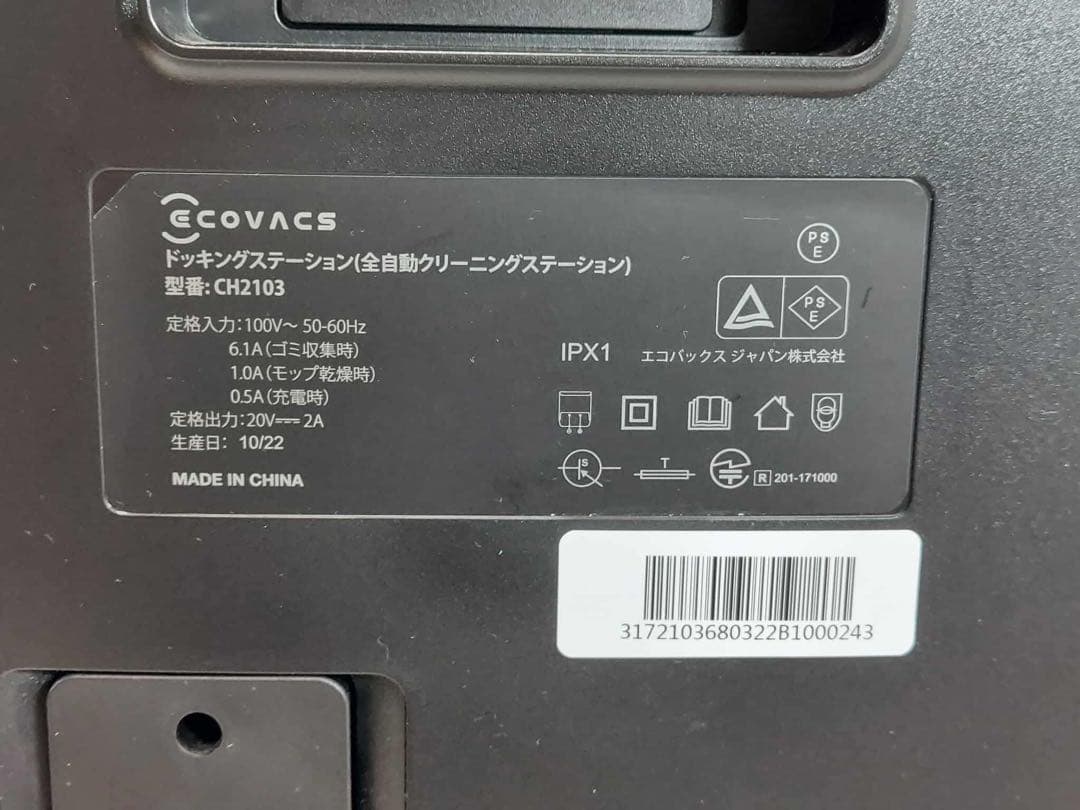 ECOVACS
ドッキングステーション(全自動クリーニングステーション)
型番: CH2103
定格入力：100V～ 50-60Hz
6.1A（ゴミ収集時）
1.0A（モップ乾燥時）
0.5A（充電時）
定格出力：20V⎓2A
生産日： 10/22
MADE IN CHINA
PS
E
PS
E
IPX1
エコバックス ジャパン株式会社
S
T
R 201-171000
3172103680322B1000243